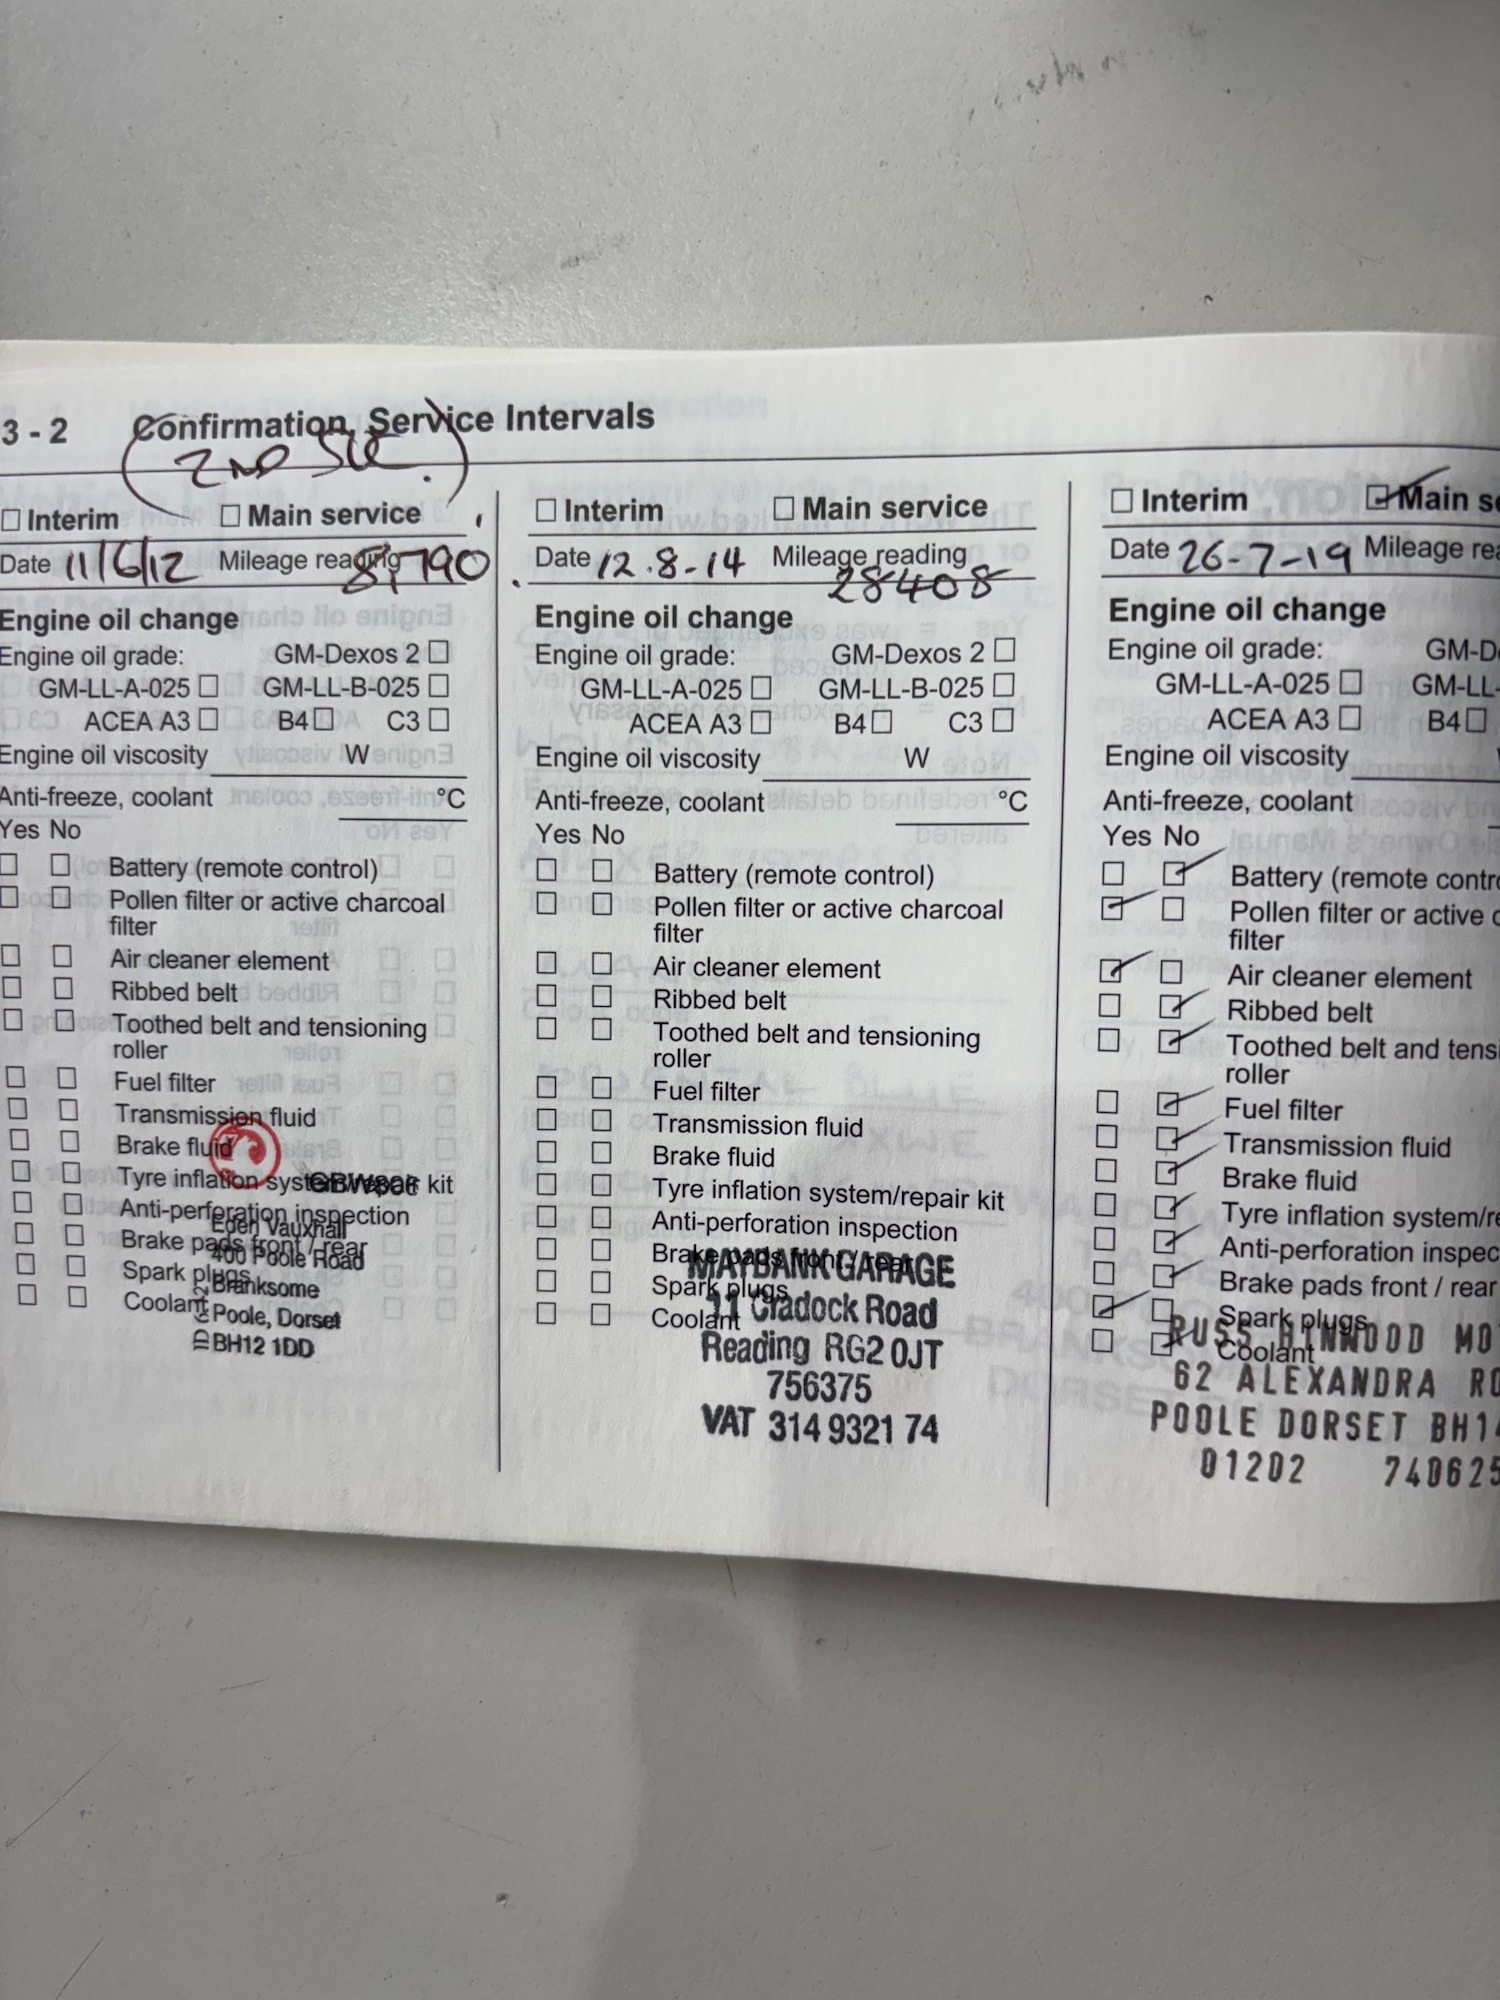 3 - 2 Confirmation, Service Intervals
(2ND SER.)
Interim Main service
Date 11/6/12 Mileage reading 8,790
Engine oil change
Engine oil grade: GM-Dexos 2
GM-LL-A-025 GM-LL-B-025
ACEA A3 B4 C3
Engine oil viscosity W
Anti-freeze, coolant °C
Yes No
Battery (remote control)
Pollen filter or active charcoal
filter
Air cleaner element
Ribbed belt
Toothed belt and tensioning
roller
Fuel filter
Transmission fluid
Brake fluid
Tyre inflation system/repair kit
Anti-perforation inspection
Brake pads front / rear
Spark plugs
Coolant
Eden Vauxhall
400 Poole Road
Branksome
Poole, Dorset
BH12 1DD
Interim Main service
Date 12.8-14 Mileage reading
28408
Engine oil change
Engine oil grade: GM-Dexos 2
GM-LL-A-025 GM-LL-B-025
ACEA A3 B4 C3
Engine oil viscosity W
Anti-freeze, coolant °C
Yes No
Battery (remote control)
Pollen filter or active charcoal
filter
Air cleaner element
Ribbed belt
Toothed belt and tensioning
roller
Fuel filter
Transmission fluid
Brake fluid
Tyre inflation system/repair kit
Anti-perforation inspection
Brake pads front / rear
Spark plugs
Coolant
MAYBANK GARAGE
11 Cradock Road
Reading RG2 0JT
756375
VAT 314 9321 74
Interim Main s
Date 26-7-19 Mileage rea
Engine oil change
Engine oil grade: GM-D
GM-LL-A-025 GM-LL-
ACEA A3 B4
Engine oil viscosity
Anti-freeze, coolant
Yes No
Battery (remote contr
Pollen filter or active c
filter
Air cleaner element
Ribbed belt
Toothed belt and tensi
roller
Fuel filter
Transmission fluid
Brake fluid
Tyre inflation system/re
Anti-perforation inspec
Brake pads front / rear
Spark plugs
Coolant
RUSS HINWOOD MO
62 ALEXANDRA RO
POOLE DORSET BH14
01202 740625